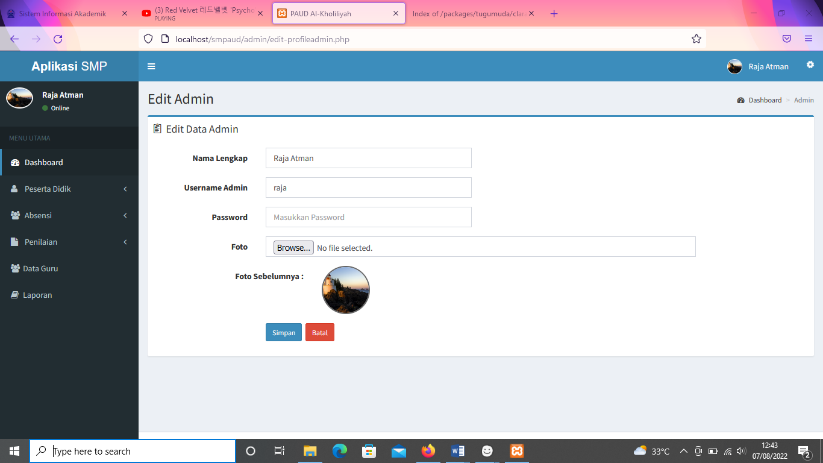 Sistem Informasi Akademik
(3) Red Velvet 레드벨벳 'Psycho
PLAYING
PAUD Al-Kholiiyah
Index of /packages/tugumuda/cla
localhost/smpaud/admin/edit-profileadmin.php
Aplikasi SMP
Raja Atman
Raja Atman
Online
Edit Admin
Dashboard
Admin
MENU UTAMA
Edit Data Admin
Dashboard
Nama Lengkap
Raja Atman
Peserta Didik
Username Admin
raja
Absensi
Password
Masukkan Password
Penilaian
Foto
Browse...
No file selected.
Data Guru
Foto Sebelumnya :
Laporan
Simpan
Batal
Type here to search
33°C
12:43
07/08/2022
2